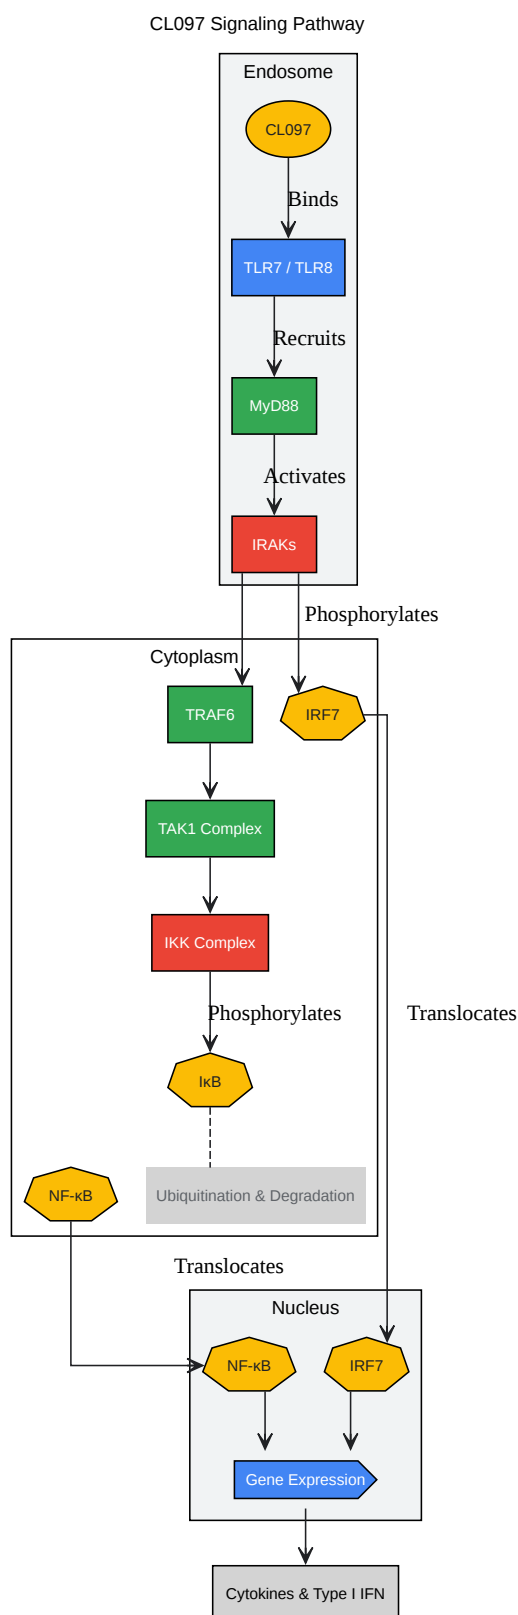 CL097 Signaling Pathway
Endosome
CL097
Binds
TLR7 / TLR8
Recruits
MyD88
Activates
IRAKs
Phosphorylates
Cytoplasm
TRAF6
IRF7
TAK1 Complex
IKK Complex
Phosphorylates
Translocates
IκB
NF-κB
Ubiquitination & Degradation
Translocates
Nucleus
NF-κB
IRF7
Gene Expression
Cytokines & Type I IFN